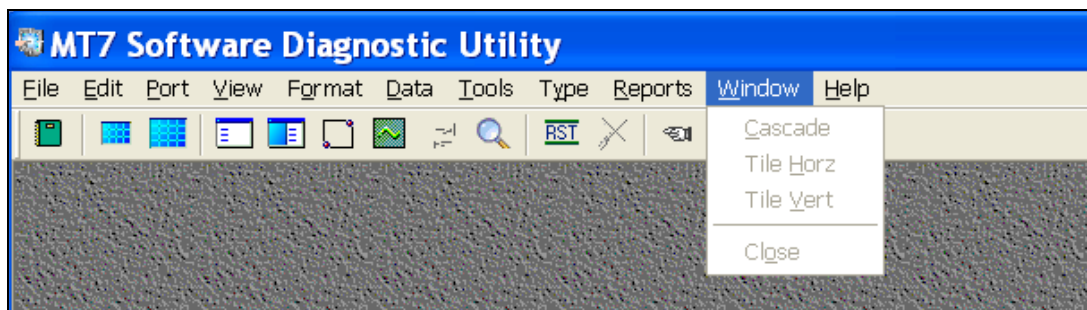 MT7 Software Diagnostic Utility
File Edit Port View Format Data Tools Type Reports Window Help
RST
Cascade
Tile Horz
Tile Vert
Close